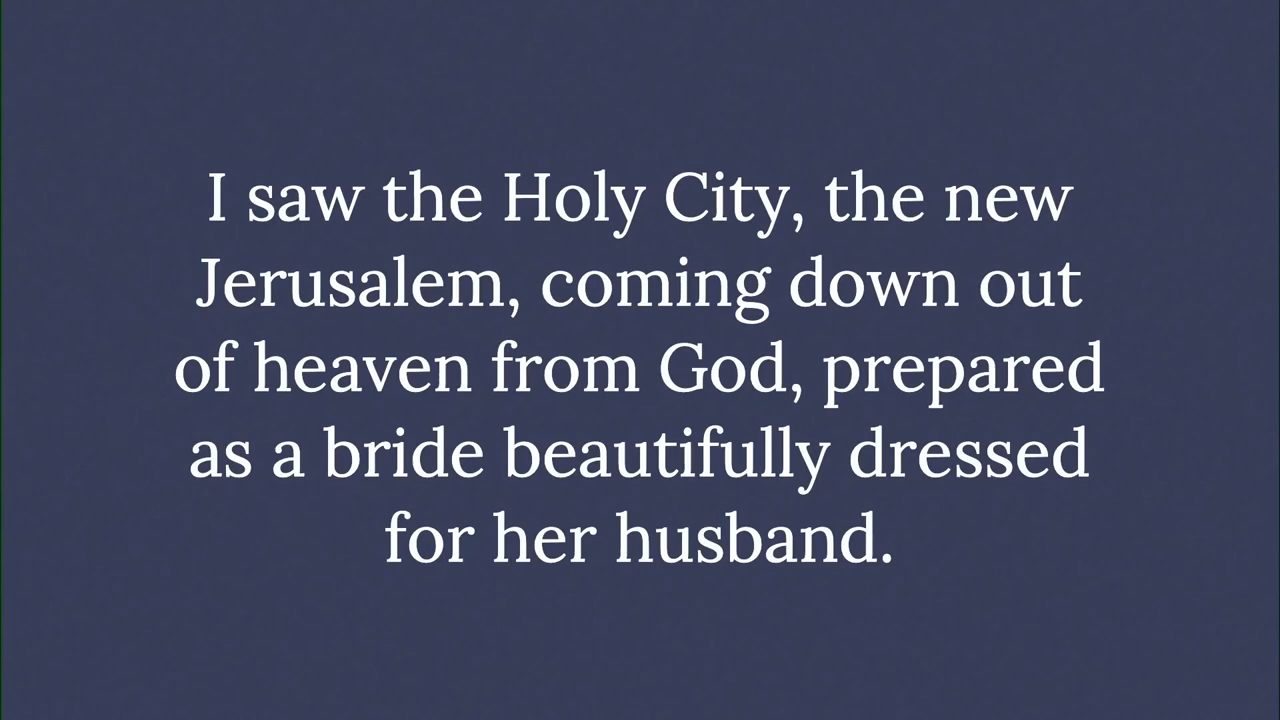 I saw the Holy City, the new
Jerusalem, coming down out
of heaven from God, prepared
as a bride beautifully dressed
for her husband.